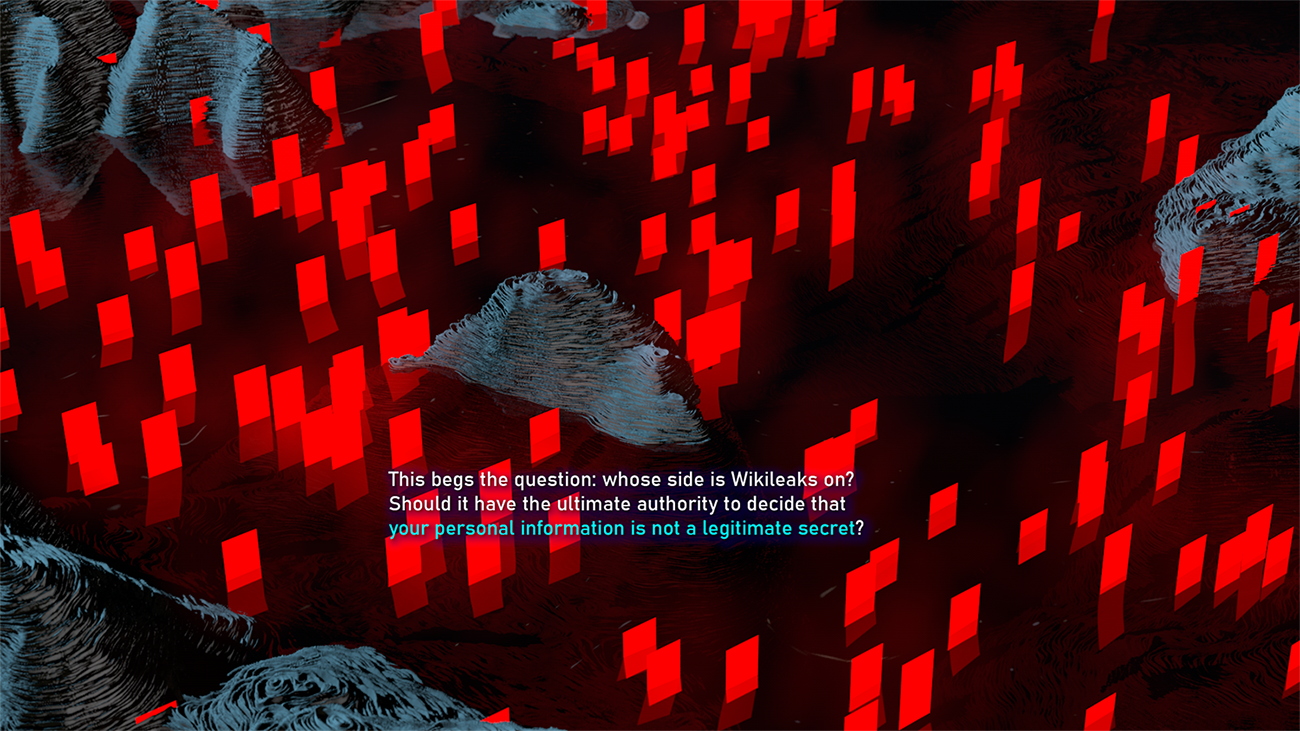 This begs the question: whose side is Wikileaks on?
Should it have the ultimate authority to decide that
your personal information is not a legitimate secret?